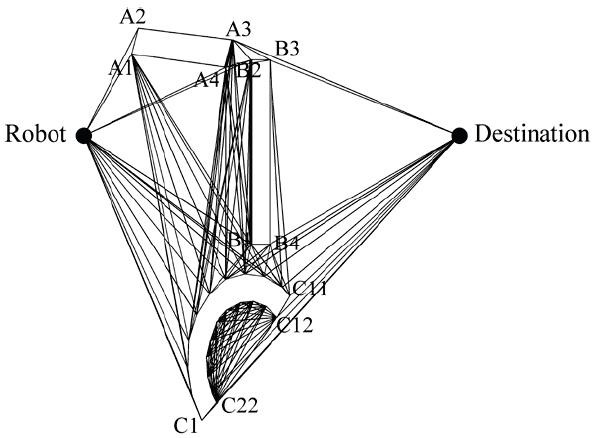 A2
A3
B3
A1
A4
B2
Robot
Destination
B1
B4
C11
C12
C22
C1